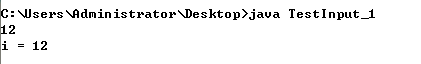 C:\Users\Administrator\Desktop>java TestInput_1
12
i = 12